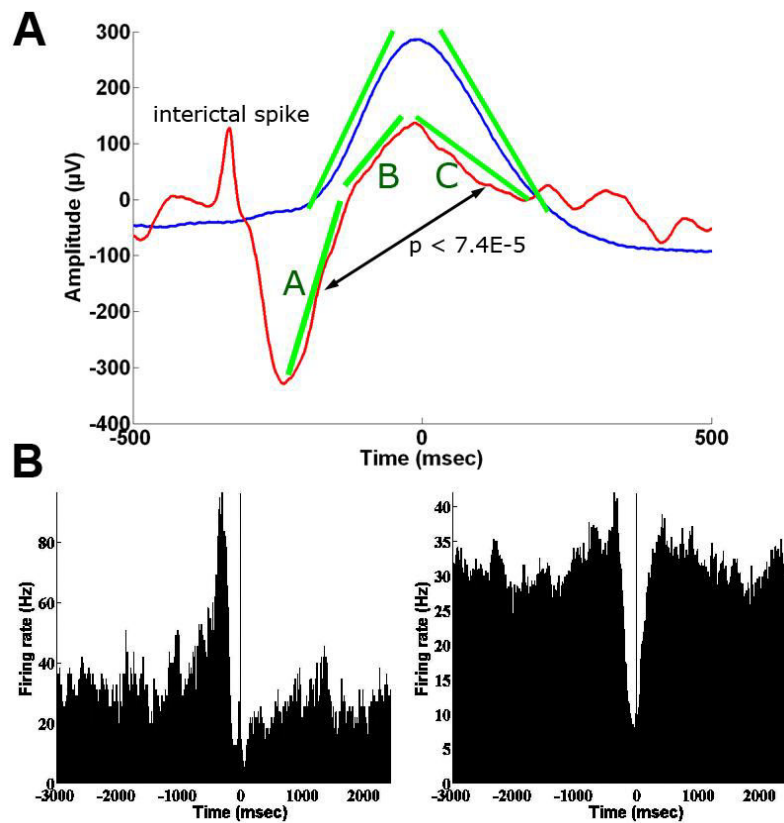 A
interictal spike
Amplitude (µV)
300
200
100
0
-100
-200
-300
-400
A
B
C
p < 7.4E-5
-500
0
500
Time (msec)
B
Firing rate (Hz)
80
60
40
20
0
-3000
-2000
-1000
0
1000
2000
Time (msec)
Firing rate (Hz)
40
35
30
25
20
15
10
5
0
-3000
-2000
-1000
0
1000
2000
Time (msec)